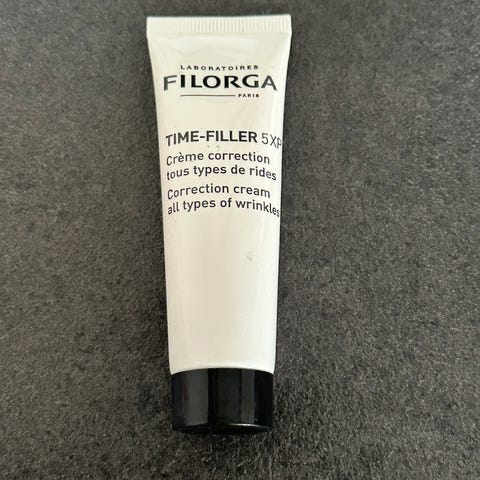 LABORATOIRES
FILORGA
PARIS
TIME-FILLER 5XP
Crème correction
tous types de rides
Correction cream
all types of wrinkles